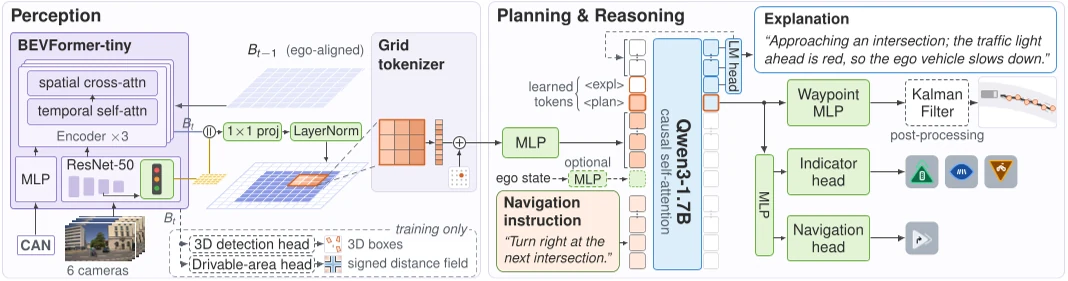 Perception
BEVFormer-tiny
spatial cross-attn
temporal self-attn
Encoder ×3
MLP
ResNet-50
CAN
6 cameras
Bₜ₋₁ (ego-aligned)
Bₜ
1×1 proj
LayerNorm
Bₜ
training only
3D detection head
3D boxes
Drivable-area head
signed distance field
Grid
tokenizer
Planning & Reasoning
MLP
learned
tokens
<expl>
<plan>
optional
ego state
MLP
Navigation
instruction
“Turn right at the
next intersection.”
Qwen3-1.7B
causal self-attention
LM head
Explanation
“Approaching an intersection; the traffic light
ahead is red, so the ego vehicle slows down.”
Waypoint
MLP
Kalman
Filter
post-processing
MLP
Indicator
head
Navigation
head